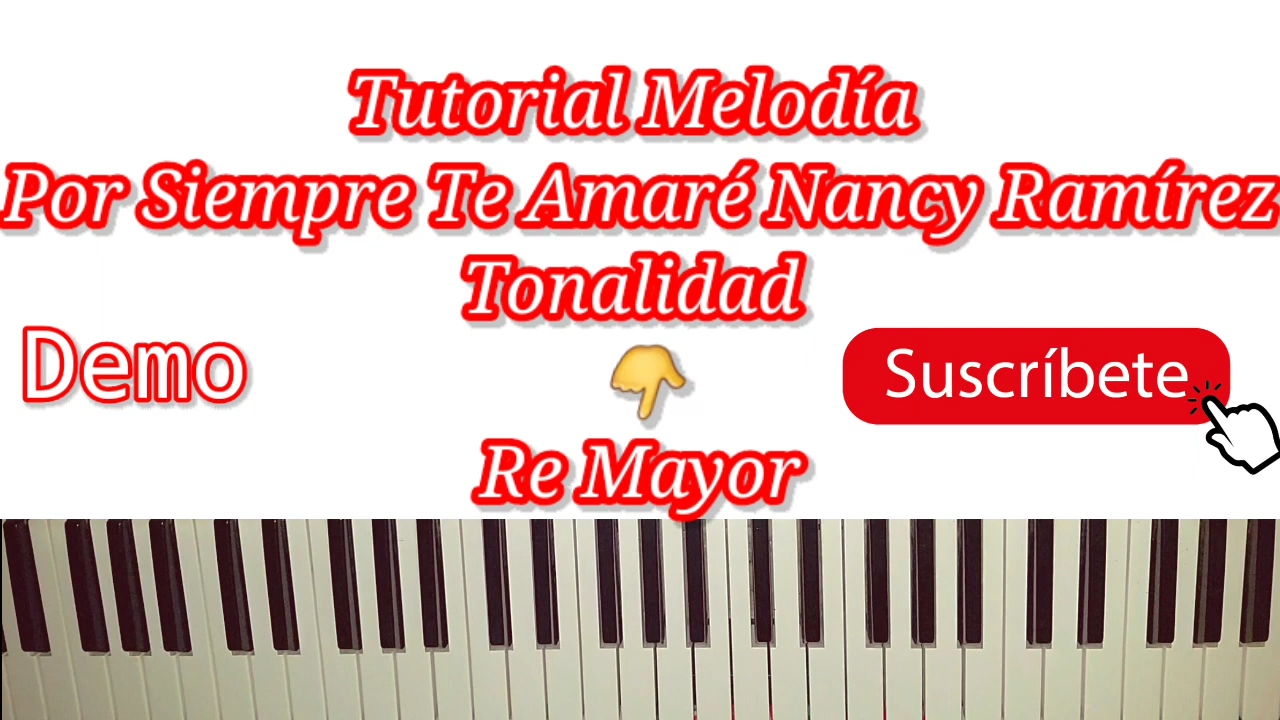 Tutorial Melodía
Por Siempre Te Amaré Nancy Ramírez
Tonalidad
Demo
👇
Suscríbete
Re Mayor